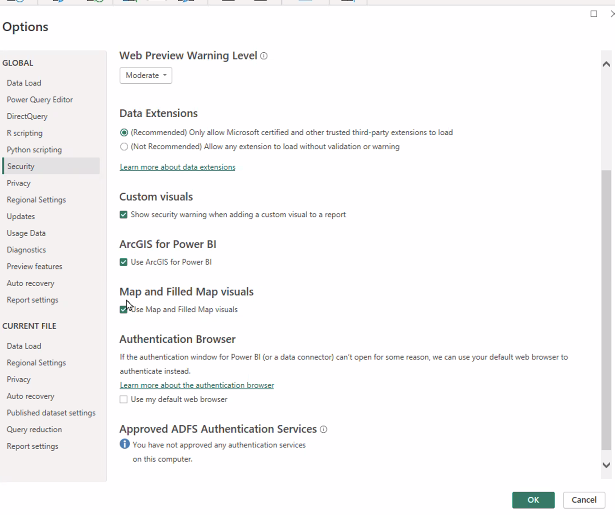 Options
GLOBAL
Data Load
Power Query Editor
DirectQuery
R scripting
Python scripting
Security
Privacy
Regional Settings
Updates
Usage Data
Diagnostics
Preview features
Auto recovery
Report settings
CURRENT FILE
Data Load
Regional Settings
Privacy
Auto recovery
Published dataset settings
Query reduction
Report settings
Web Preview Warning Level
Moderate
Data Extensions
(Recommended) Only allow Microsoft certified and other trusted third-party extensions to load
(Not Recommended) Allow any extension to load without validation or warning
Learn more about data extensions
Custom visuals
Show security warning when adding a custom visual to a report
ArcGIS for Power BI
Use ArcGIS for Power BI
Map and Filled Map visuals
Use Map and Filled Map visuals
Authentication Browser
If the authentication window for Power BI (or a data connector) can't open for some reason, we can use your default web browser to
authenticate instead.
Learn more about the authentication browser
Use my default web browser
Approved ADFS Authentication Services
You have not approved any authentication services
on this computer.
OK
Cancel